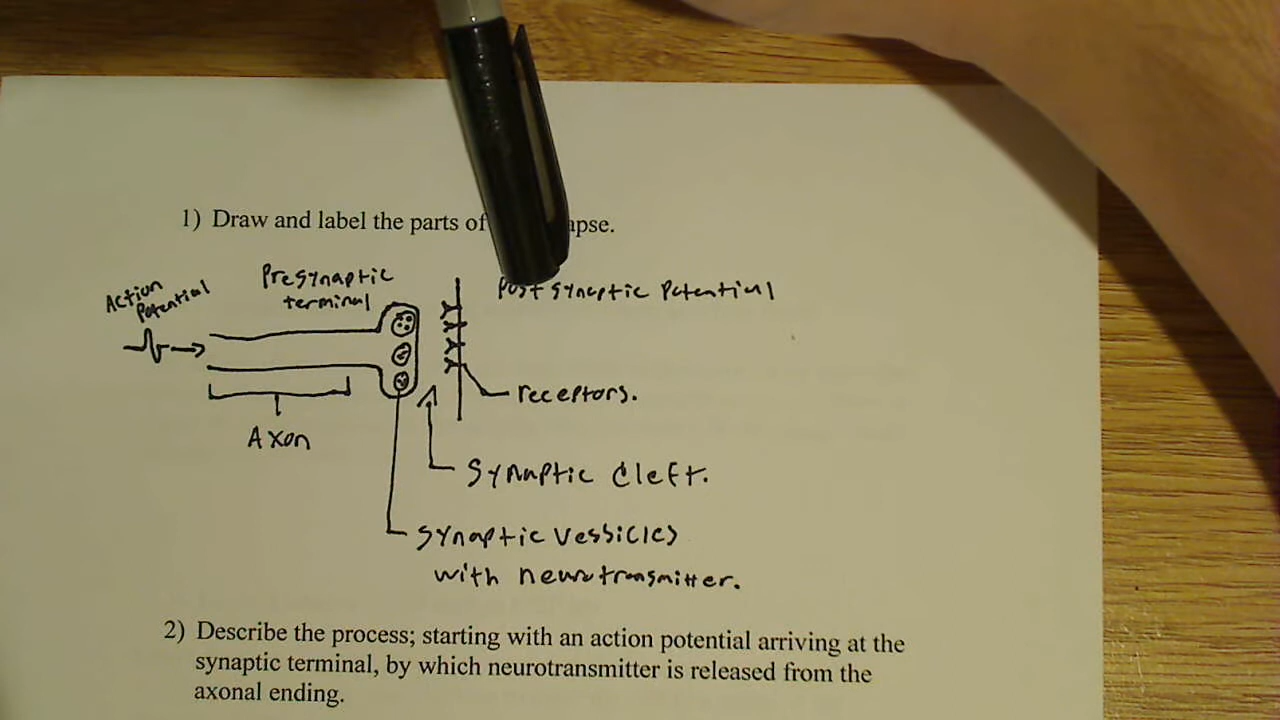 1) Draw and label the parts of apse.
Action
Potential
Presynaptic
terminal
Post synaptic Potential
receptors.
Axon
Synaptic Cleft.
Synaptic vessicles
with neurotransmitter.
2) Describe the process; starting with an action potential arriving at the
synaptic terminal, by which neurotransmitter is released from the
axonal ending.